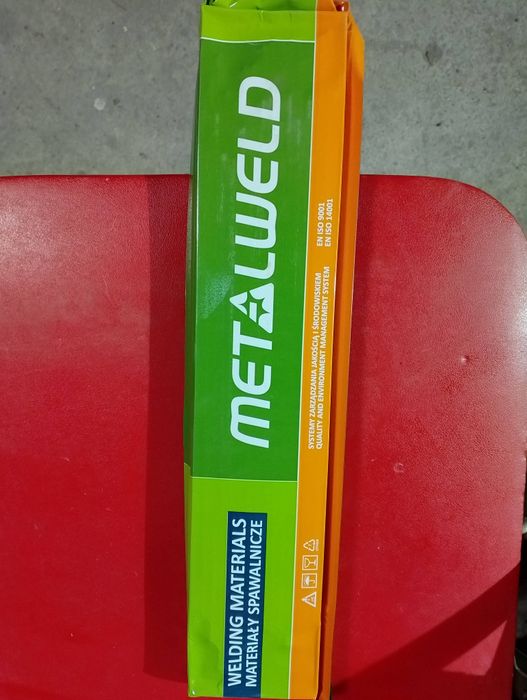 WELDING MATERIALS
MATERIAŁY SPAWALNICZE
METALWELD
SYSTEMY ZARZĄDZANIA JAKOŚCIĄ I ŚRODOWISKIEM
QUALITY AND ENVIRONMENT MANAGEMENT SYSTEM
EN ISO 9001
EN ISO 14001